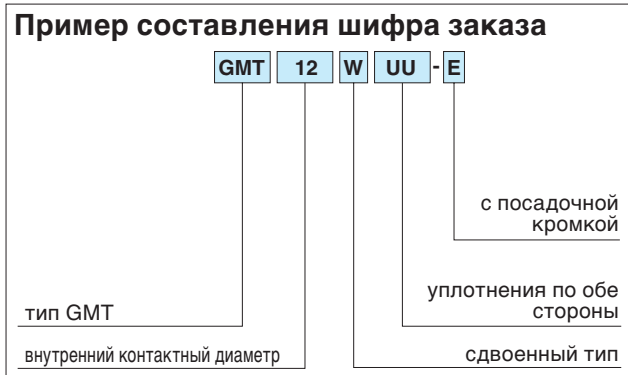 Пример составления шифра заказа
GMT 12 W UU - E
с посадочной
кромкой
уплотнения по обе
стороны
тип GMT
внутренний контактный диаметр
сдвоенный тип